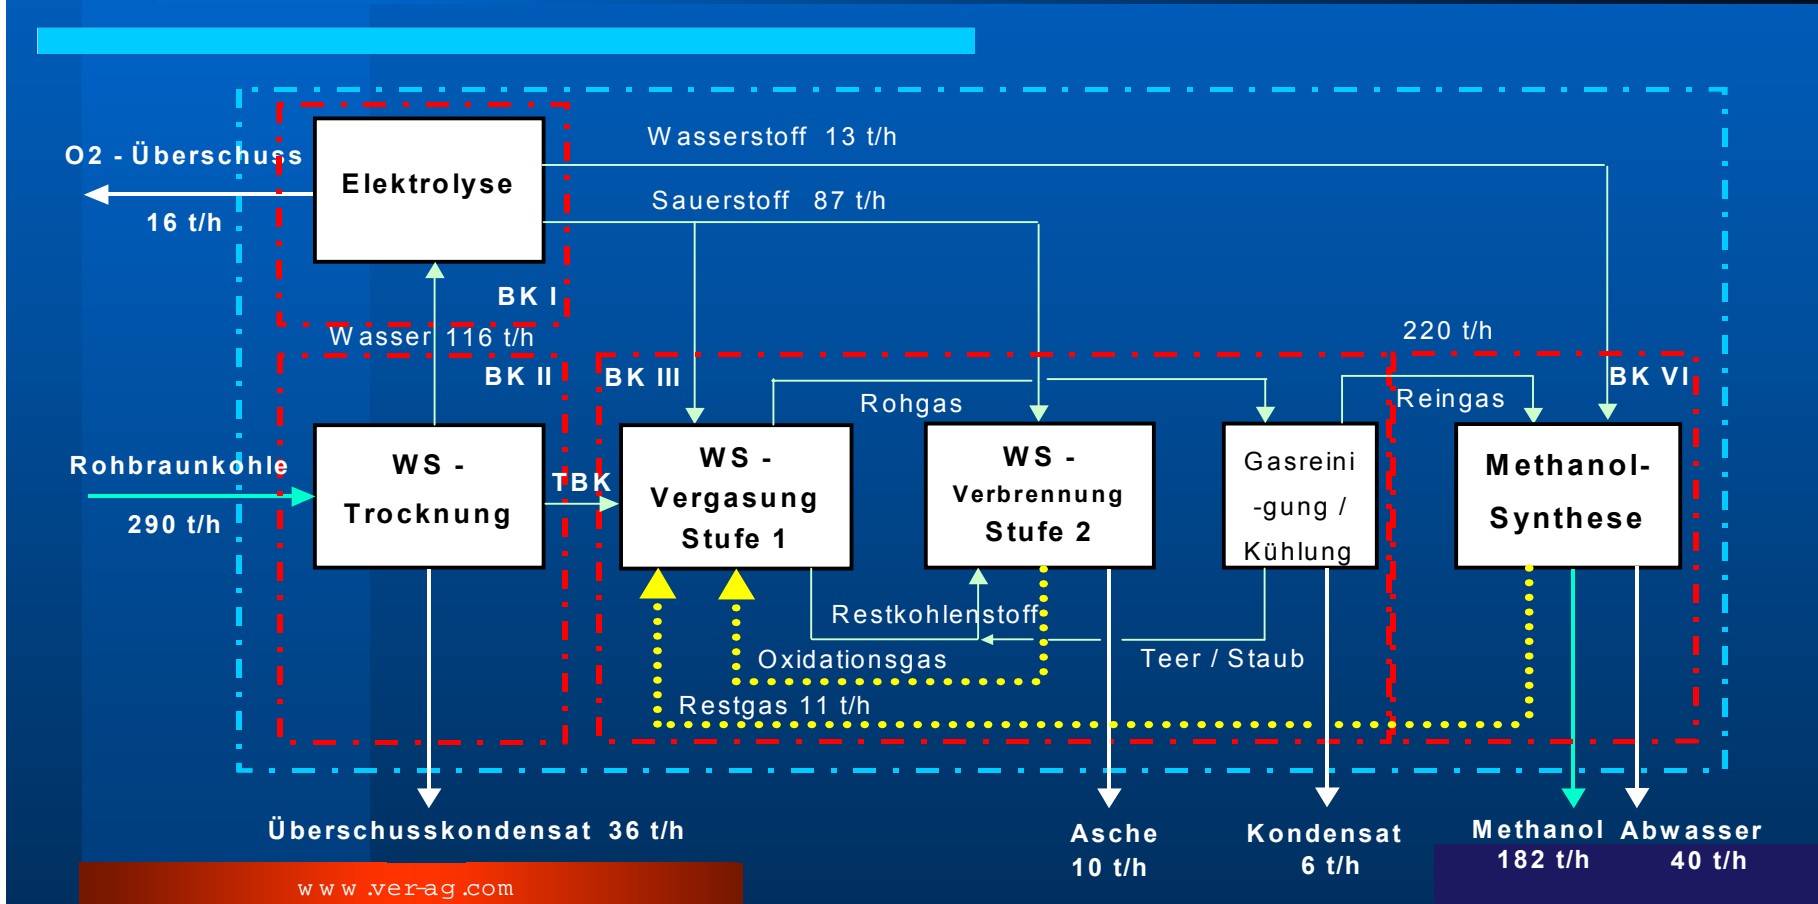 Wasserstoff 13 t/h
O2 - Überschuss
Elektrolyse
Sauerstoff 87 t/h
16 t/h
BK I
Wasser 116 t/h
220 t/h
BK II
BK III
BK VI
Rohgas
Reingas
Rohbraunkohle
290 t/h
WS -
Trocknung
TBK
WS -
Vergasung
Stufe 1
WS -
Verbrennung
Stufe 2
Gasreini
-gung /
Kühlung
Methanol-
Synthese
Restkohlenstoff
Oxidationsgas
Teer / Staub
Restgas 11 t/h
Überschusskondensat 36 t/h
Asche
10 t/h
Kondensat
6 t/h
Methanol
182 t/h
Abwasser
40 t/h
www.ver-ag.com